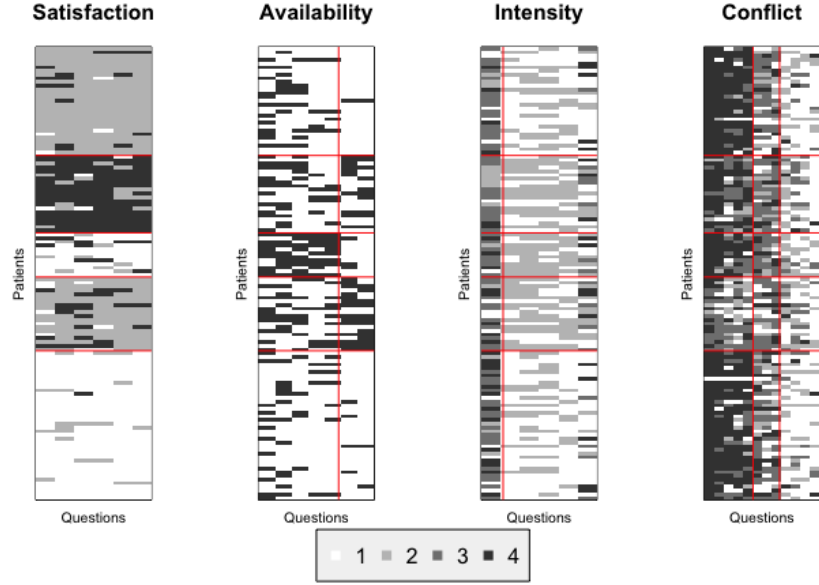 Satisfaction Availability Intensity Conflict
Patients Patients Patients Patients
Questions Questions Questions Questions
1 2 3 4